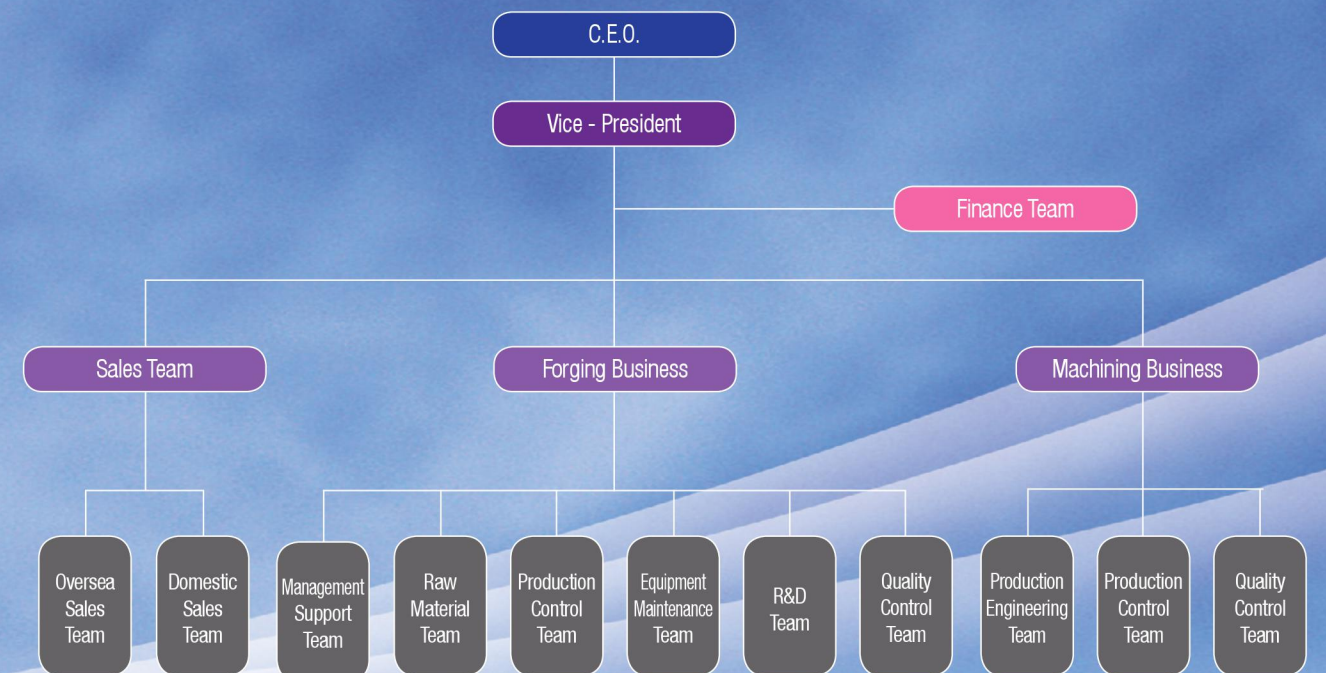 C.E.O.
Vice - President
Finance Team
Sales Team
Forging Business
Machining Business
Oversea
Sales
Team
Domestic
Sales
Team
Management
Support
Team
Raw
Material
Team
Production
Control
Team
Equipment
Maintenance
Team
R&D
Team
Quality
Control
Team
Production
Engineering
Team
Production
Control
Team
Quality
Control
Team